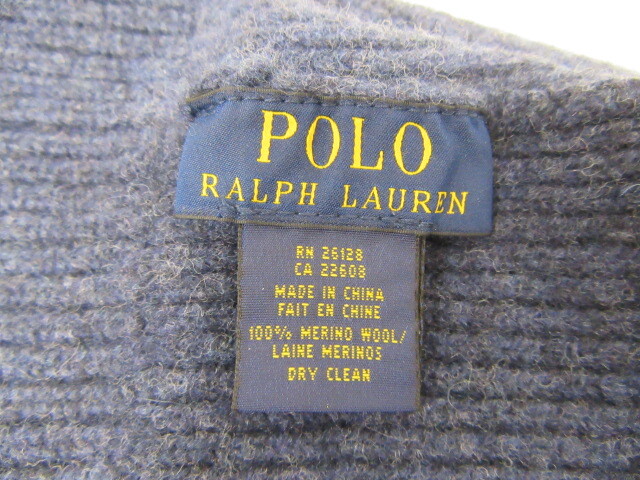 POLO
RALPH LAUREN
RN 26128
CA 22608
MADE IN CHINA
FAIT EN CHINE
100% MERINO WOOL/
LAINE MERINOS
DRY CLEAN